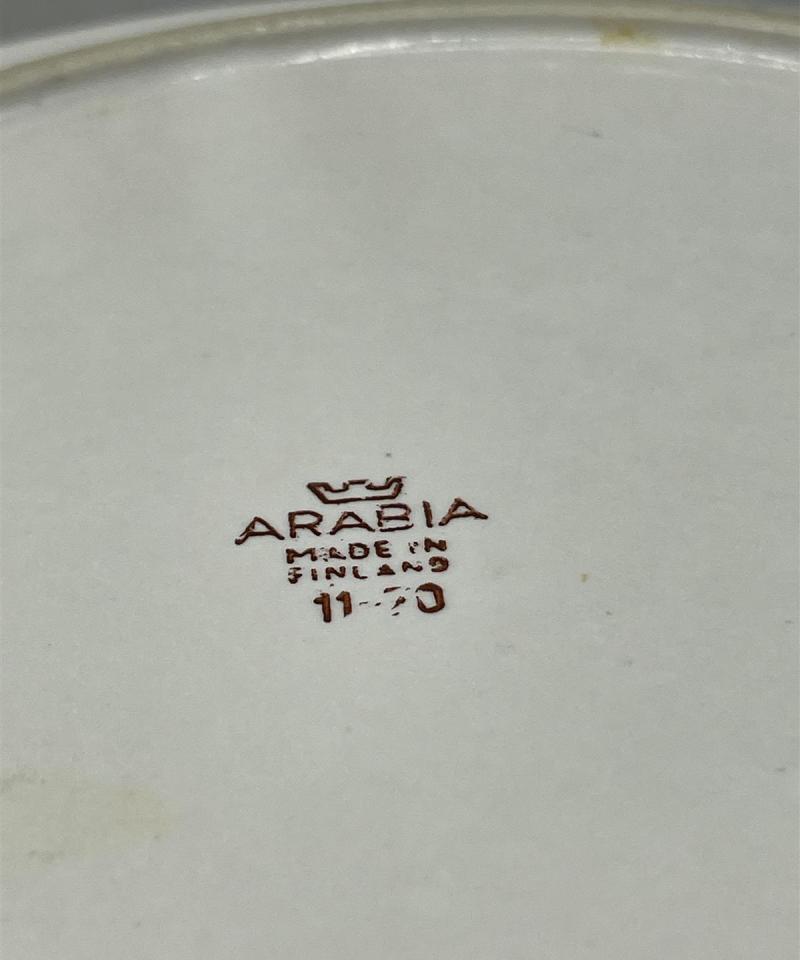 ARABIA
MADE IN
FINLAND
11-70